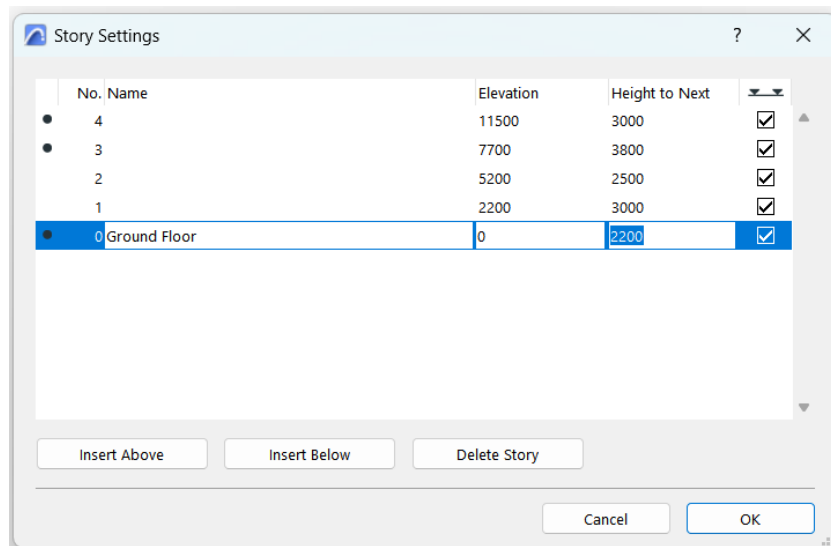 Story Settings ?
No. Name Elevation Height to Next
4 11500 3000
3 7700 3800
2 5200 2500
1 2200 3000
0 Ground Floor 0 2200
Insert Above Insert Below Delete Story
Cancel OK